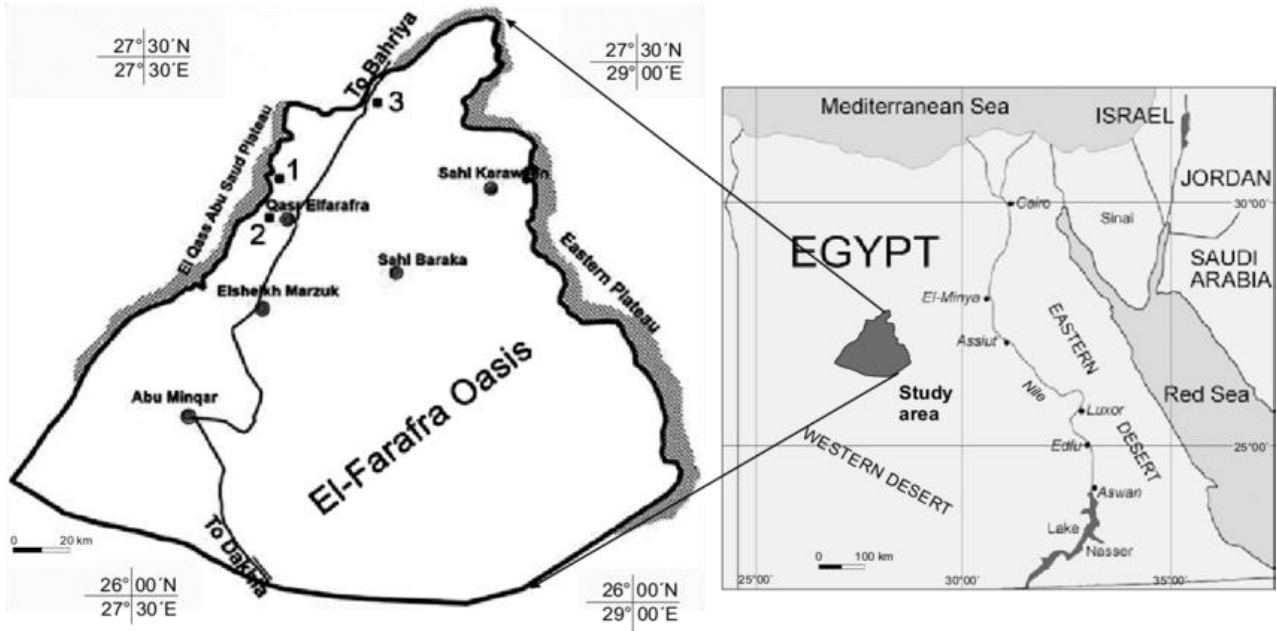 27° 30´N
27° 30´E
27° 30´N
29° 00´E
To Bahriya
3
El Qass Abu Saud Plateau
1
Qasr Elfarafra
2
Sahl Karawein
Sahl Baraka
Eastern Plateau
Elsheikh Marzuk
Abu Minqar
El-Farafra Oasis
To Dakhla
0 20 km
26° 00´N
27° 30´E
26° 00´N
29° 00´E
Mediterranean Sea
ISRAEL
JORDAN
Cairo
30°00´
Sinai
EGYPT
SAUDI
ARABIA
El-Minya
Assiut
EASTERN
DESERT
Study
area
Nile
Red Sea
Luxor
Edfu
25°00´
WESTERN DESERT
Aswan
Lake
Nasser
0 100 km
25°00´
30°00´
35°00´